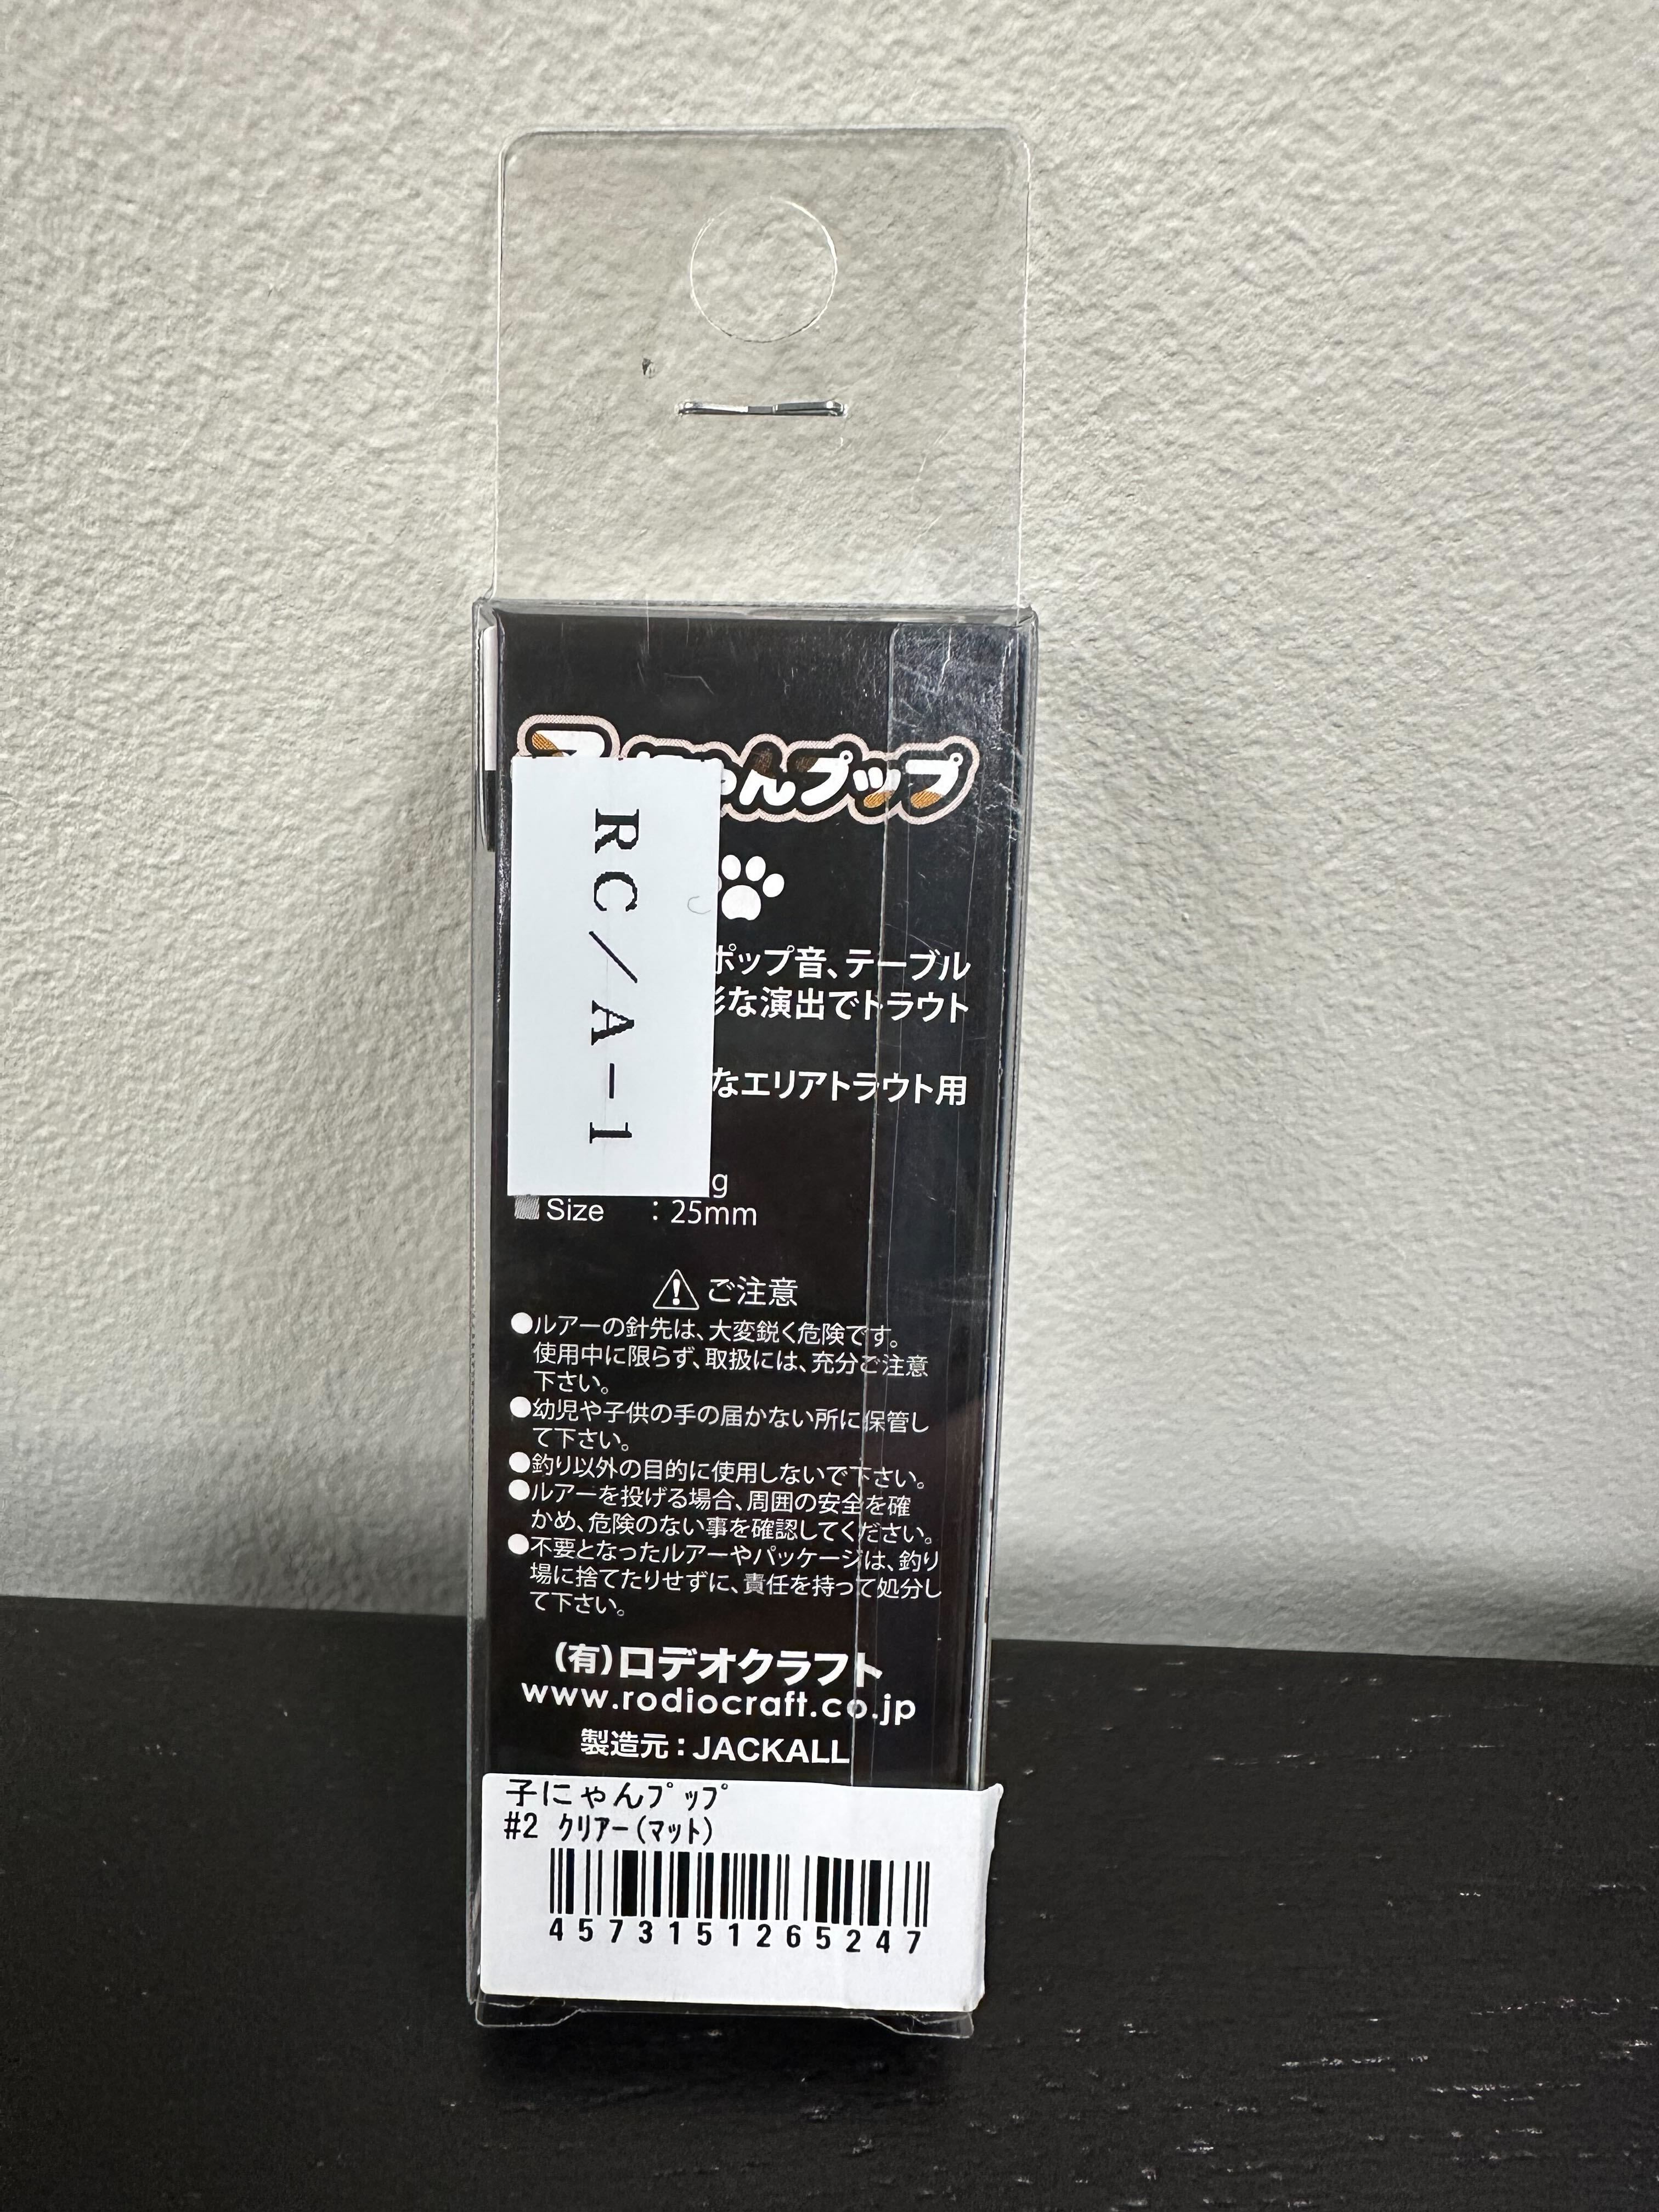 にゃんプップ
RC/A-1
ポップ音、テーブル
な演出でトラウト
なエリアトラウト用
g
Size : 25mm
ご注意
●ルアーの針先は、大変鋭く危険です。
使用中に限らず、取扱には、充分ご注意
下さい。
●幼児や子供の手の届かない所に保管し
て下さい。
●釣り以外の目的に使用しないで下さい。
●ルアーを投げる場合、周囲の安全を確
かめ、危険のない事を確認してください。
●不要となったルアーやパッケージは、釣り
場に捨てたりせずに、責任を持って処分し
て下さい。
(有)ロデオクラフト
www.rodiocraft.co.jp
製造元：JACKALL
子にゃんﾌﾟｯﾌﾟ
#2 ｸﾘｱｰ(ﾏｯﾄ)
4573151265247